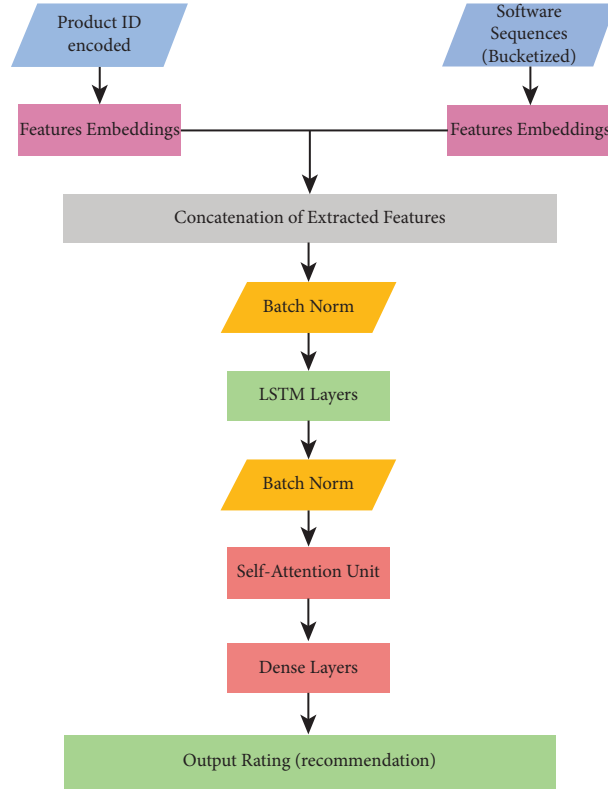 Product ID
encoded
Software
Sequences
(Bucketized)
Features Embeddings
Features Embeddings
Concatenation of Extracted Features
Batch Norm
LSTM Layers
Batch Norm
Self-Attention Unit
Dense Layers
Output Rating (recommendation)